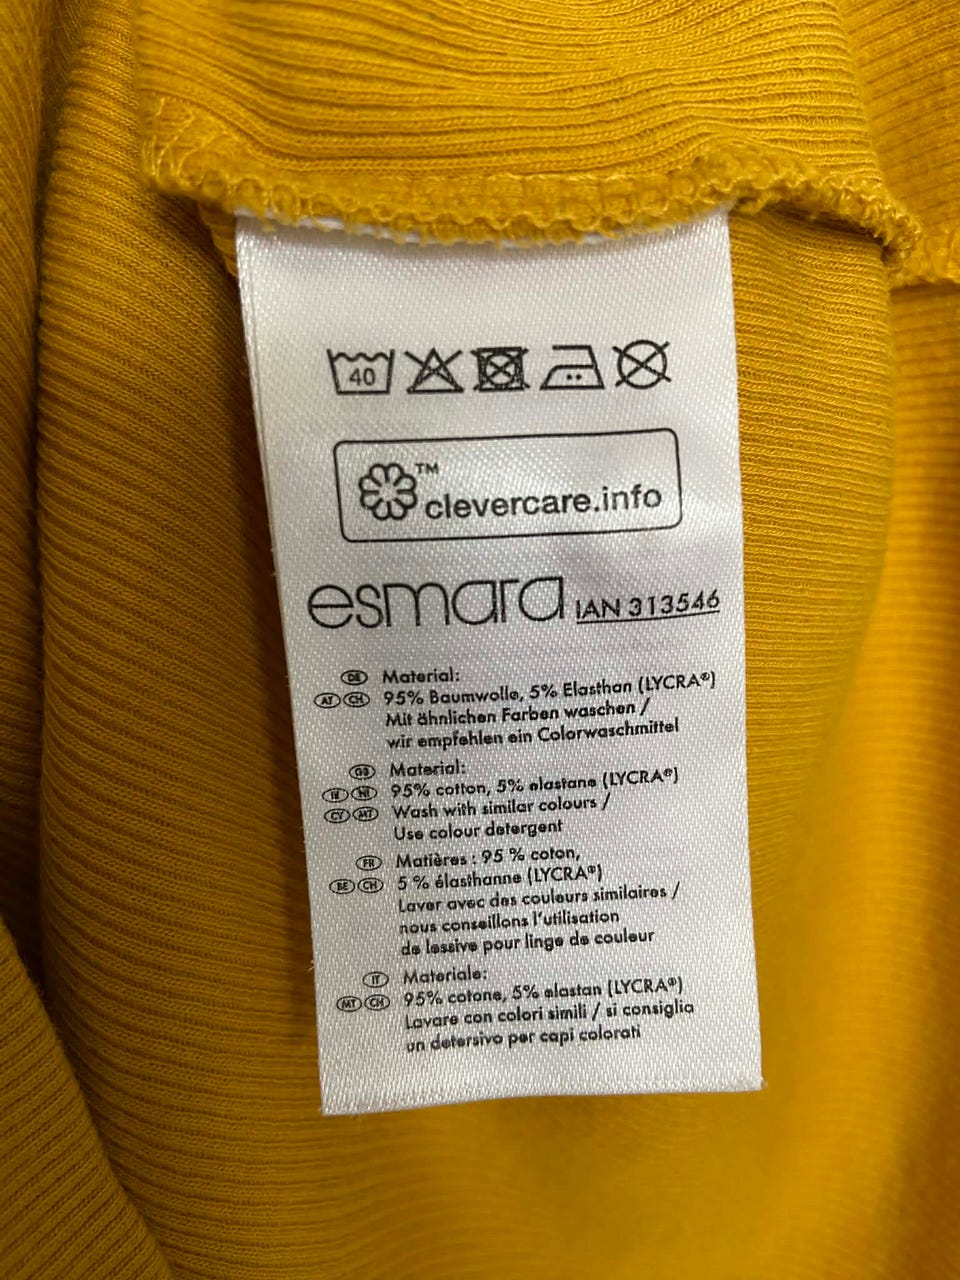 40
™
clevercare.info
esmara IAN 313546
DE Material:
AT CH 95% Baumwolle, 5% Elasthan (LYCRA®)
Mit ähnlichen Farben waschen /
wir empfehlen ein Colorwaschmittel
GB Material:
IE NI 95% cotton, 5% elastane (LYCRA®)
CY MT Wash with similar colours /
Use colour detergent
FR Matières : 95 % coton,
BE CH 5 % élasthanne (LYCRA®)
Laver avec des couleurs similaires /
nous conseillons l'utilisation
de lessive pour linge de couleur
IT Materiale:
MT CH 95% cotone, 5% elastan (LYCRA®)
Lavare con colori simili / si consiglia
un detersivo per capi colorati